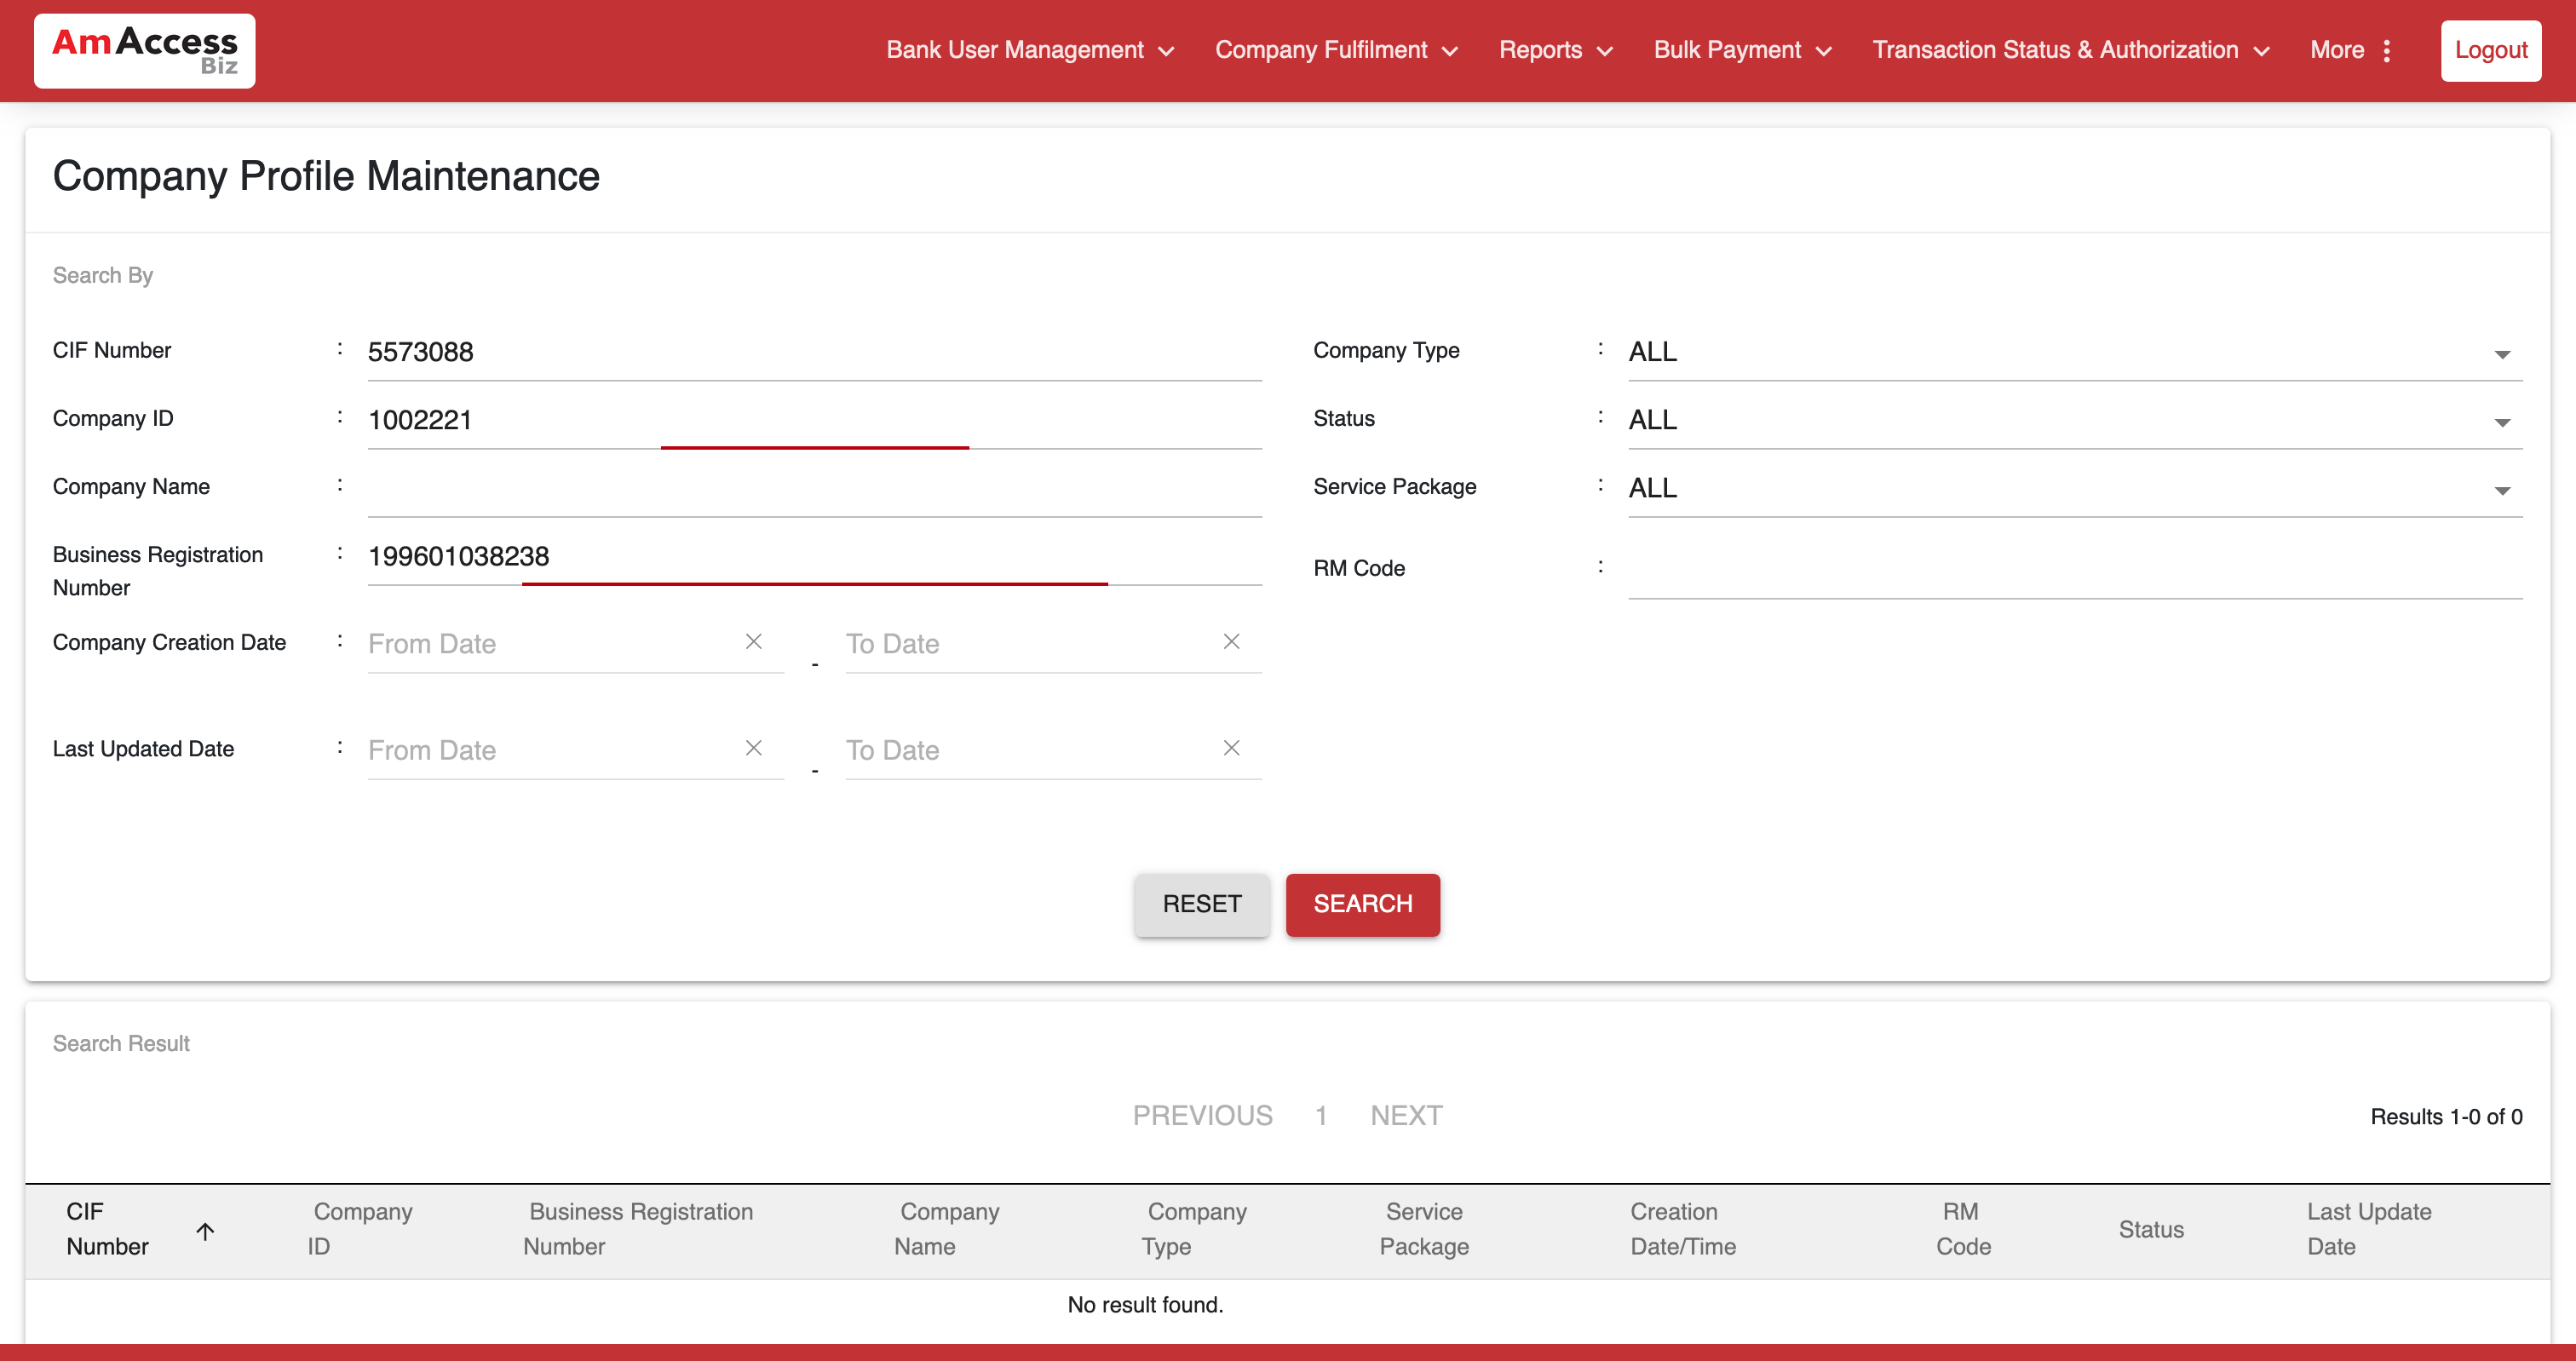 AmAccess
Biz
Bank User Management
Company Fulfilment
Reports
Bulk Payment
Transaction Status & Authorization
More
Logout
Company Profile Maintenance
Search By
CIF Number : 5573088
Company Type : ALL
Company ID : 1002221
Status : ALL
Company Name :
Service Package : ALL
Business Registration Number : 199601038238
RM Code :
Company Creation Date : From Date - To Date
Last Updated Date : From Date - To Date
RESET
SEARCH
Search Result
PREVIOUS 1 NEXT
Results 1-0 of 0
CIF Number
Company ID
Business Registration Number
Company Name
Company Type
Service Package
Creation Date/Time
RM Code
Status
Last Update Date
No result found.